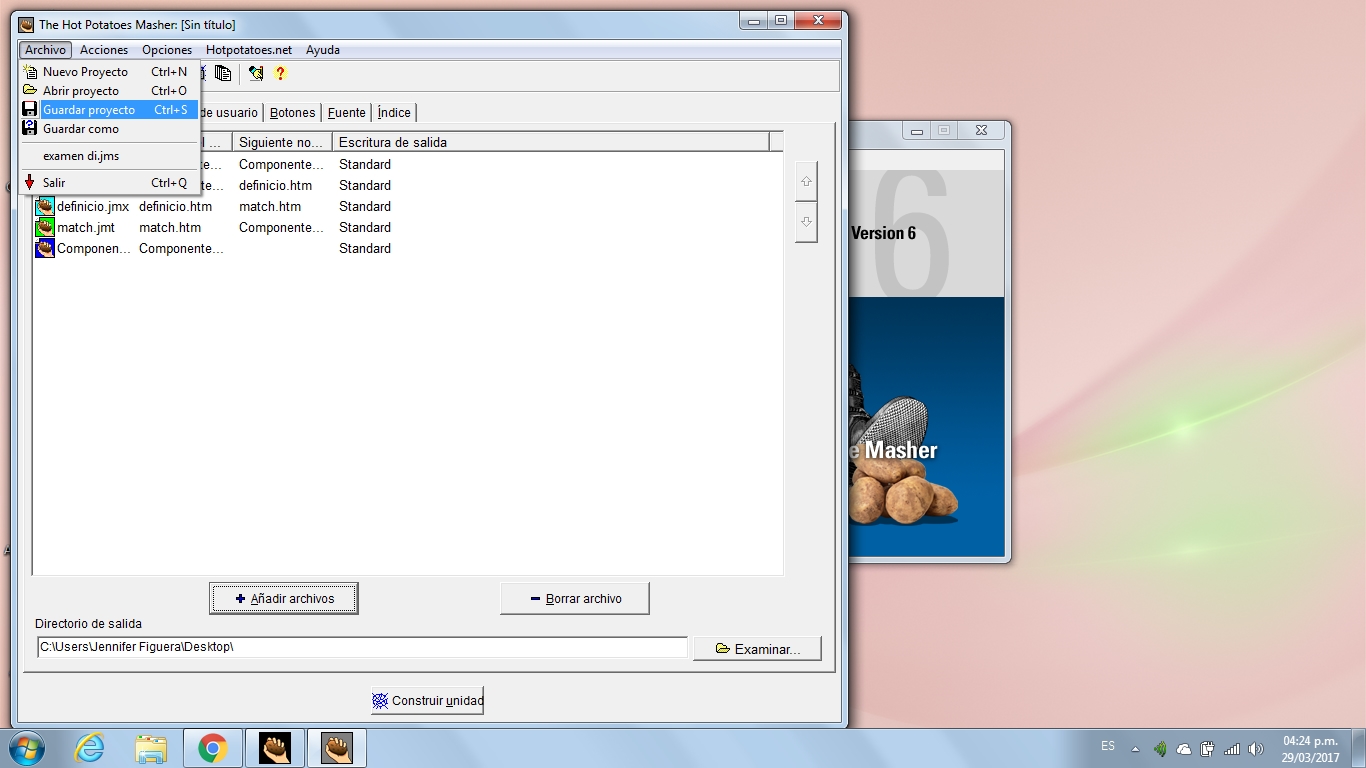 The Hot Potatoes Masher: [Sin título]
Archivo Acciones Opciones Hotpotatoes.net Ayuda
Nuevo Proyecto Ctrl+N
Abrir proyecto Ctrl+O
Guardar proyecto Ctrl+S
Guardar como
examen di.jms
Salir Ctrl+Q
de usuario Botones Fuente Índice
Siguiente no... Escritura de salida
Componente... Standard
definicio.htm Standard
definicio.jmx definicio.htm match.htm Standard
match.jmt match.htm Componente... Standard
Componen... Componente... Standard
Añadir archivos Borrar archivo
Directorio de salida
C:\Users\Jennifer Figuera\Desktop\
Examinar...
Construir unidad
6
Version 6
e Masher
ES
04:24 p.m.
29/03/2017